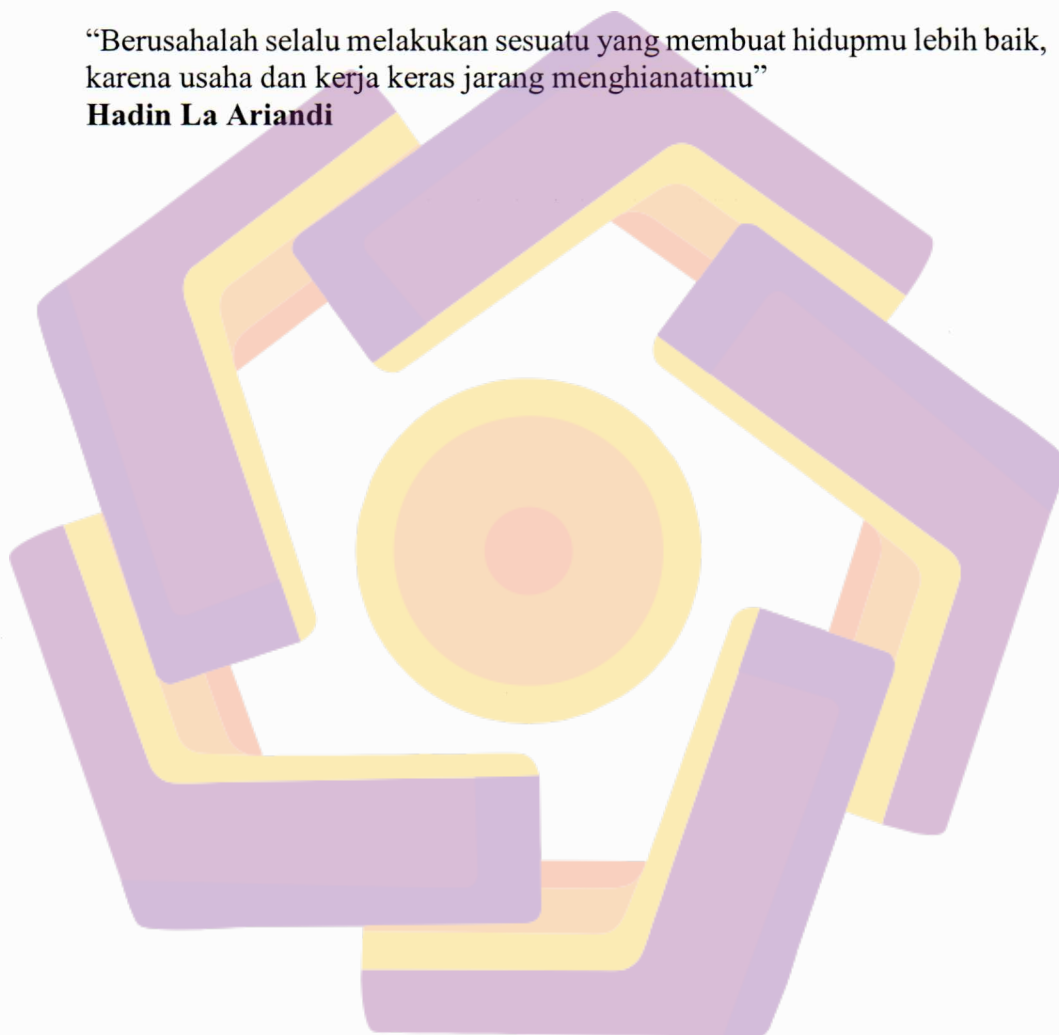 “Berusahalah selalu melakukan sesuatu yang membuat hidupmu lebih baik,
karena usaha dan kerja keras jarang menghianatimu”
Hadin La Ariandi